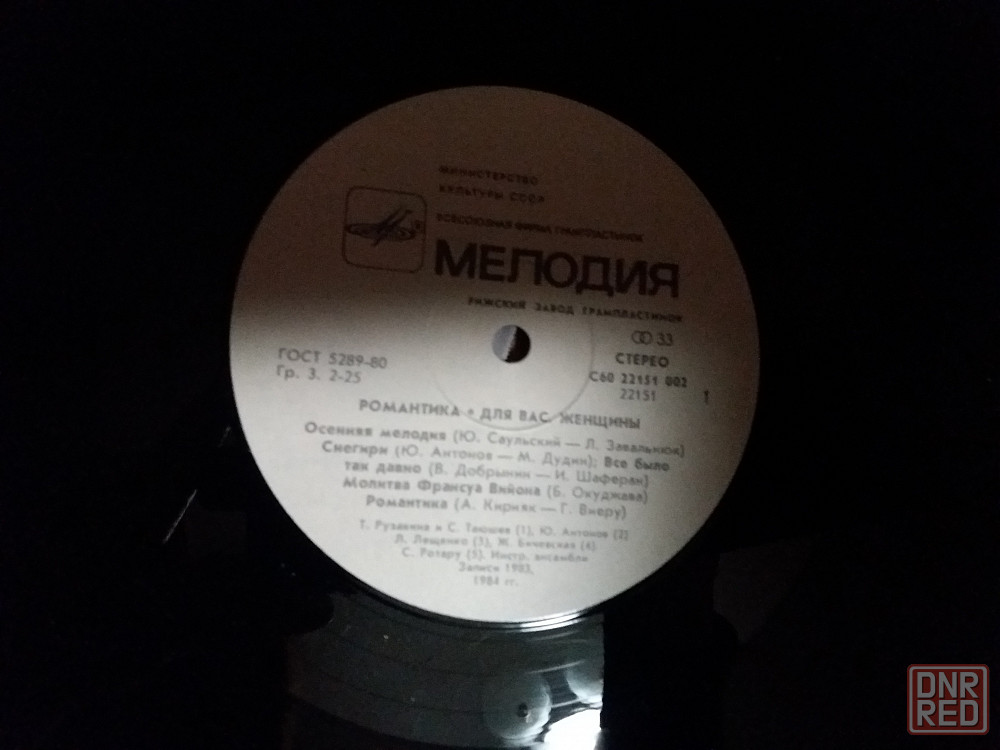 МИНИСТЕРСТВО
КУЛЬТУРЫ СССР
ВСЕСОЮЗНАЯ ФИРМА ГРАМПЛАСТИНОК
МЕЛОДИЯ
РИЖСКИЙ ЗАВОД ГРАМПЛАСТИНОК
33
ГОСТ 5289-80
СТЕРЕО
Гр. 3. 2-25
С60 22151 002
22151
1
РОМАНТИКА • ДЛЯ ВАС, ЖЕНЩИНЫ
Осенняя мелодия (Ю. Саульский — Л. Завальнюк)
Снегири (Ю. Антонов — М. Дудин); Все было
так давно (В. Добрынин — И. Шаферан)
Молитва Франсуа Вийона (Б. Окуджава)
Романтика (А. Кирияк — Г. Виеру)
Т. Рузавина и С. Таюшев (1), Ю. Антонов (2)
Л. Лещенко (3), Ж. Бичевская (4)
С. Ротару (5). Инстр. ансамбли
Записи 1983,
1984 гг.
DNR
RED